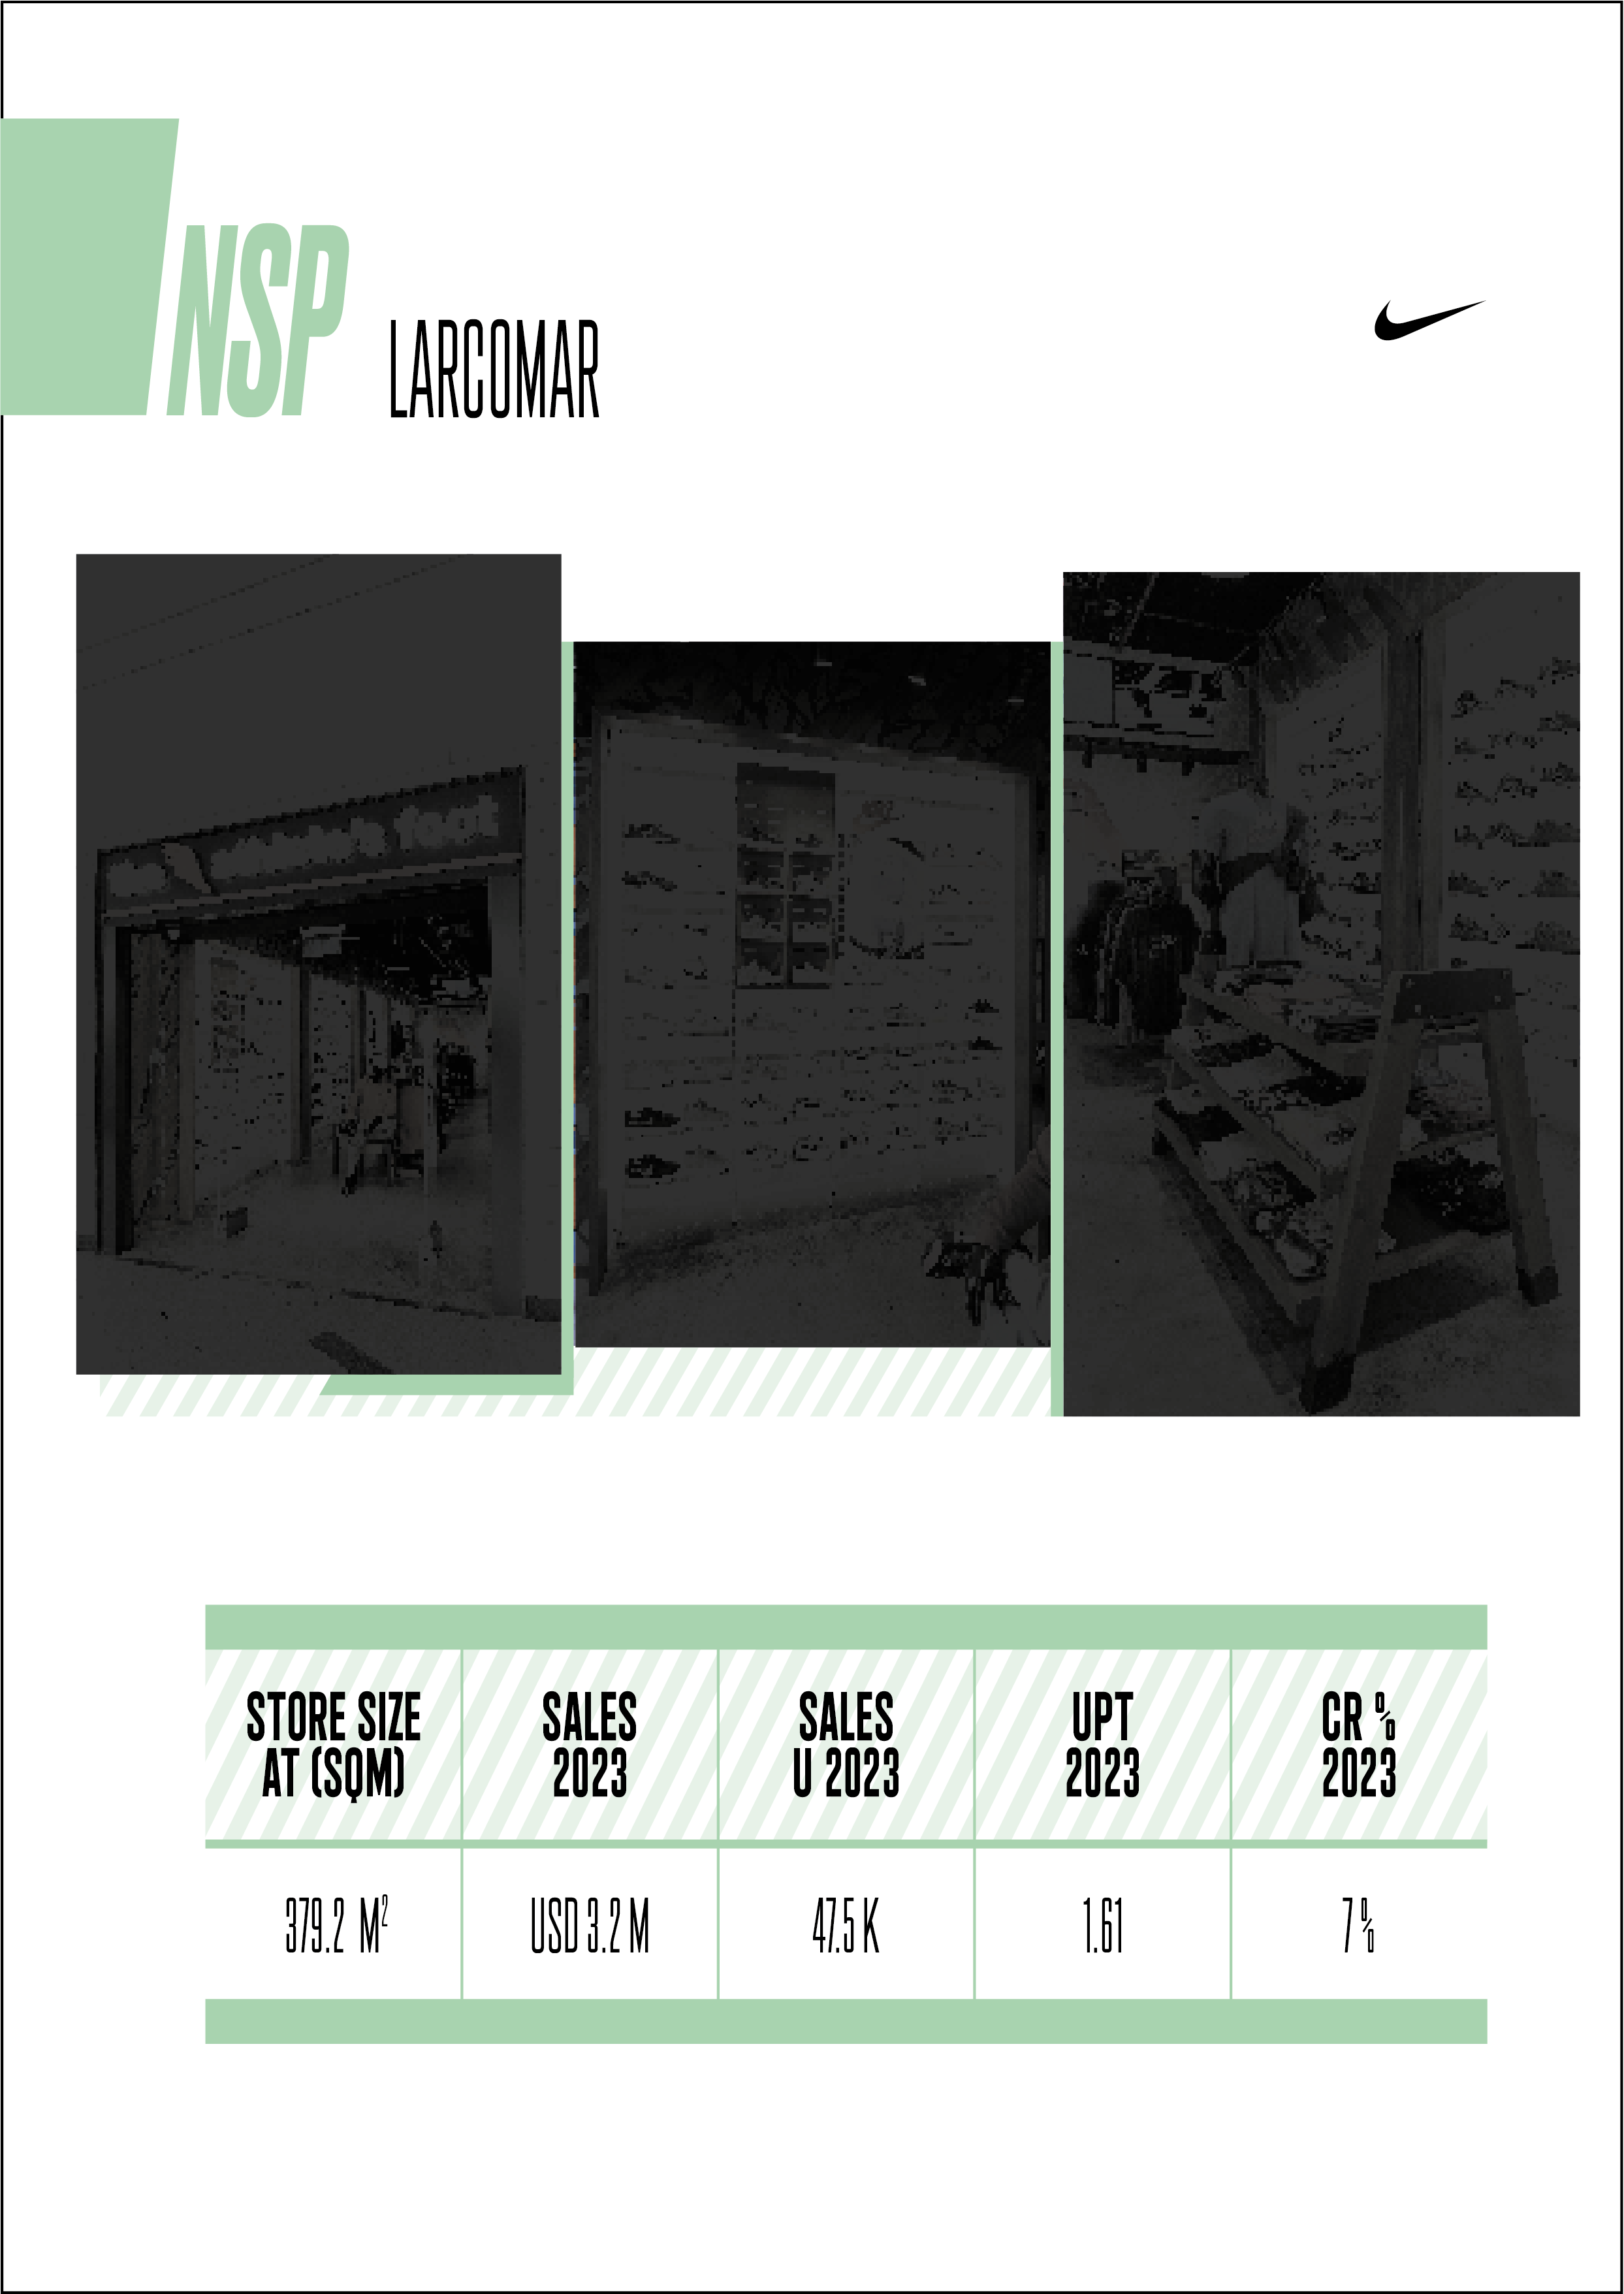 NSP
LARCOMAR
STORE SIZE
AT (SQM)
SALES
2023
SALES
U 2023
UPT
2023
CR %
2023
379.2 M²
USD 3.2 M
47.5 K
1.61
7 %